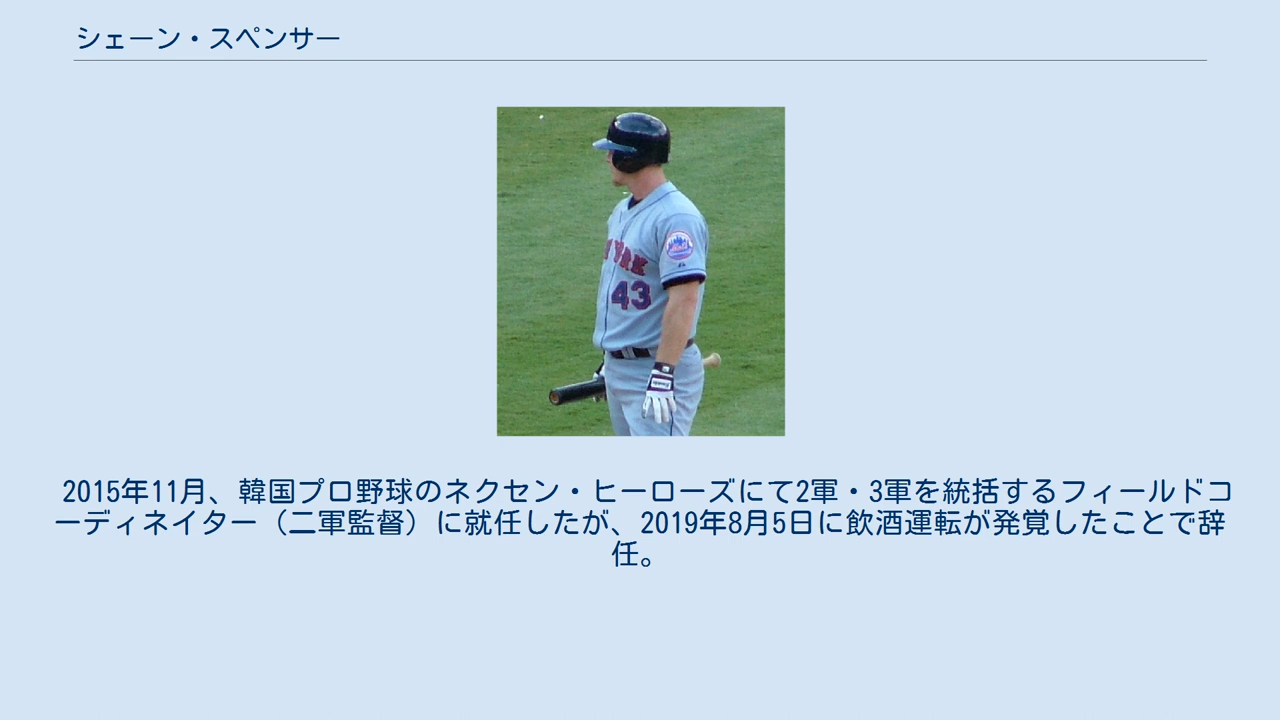 シェーン・スペンサー
YORK
43
Mets
2015年11月、韓国プロ野球のネクセン・ヒーローズにて2軍・3軍を統括するフィールドコ
ーディネイター（二軍監督）に就任したが、2019年8月5日に飲酒運転が発覚したことで辞
任。